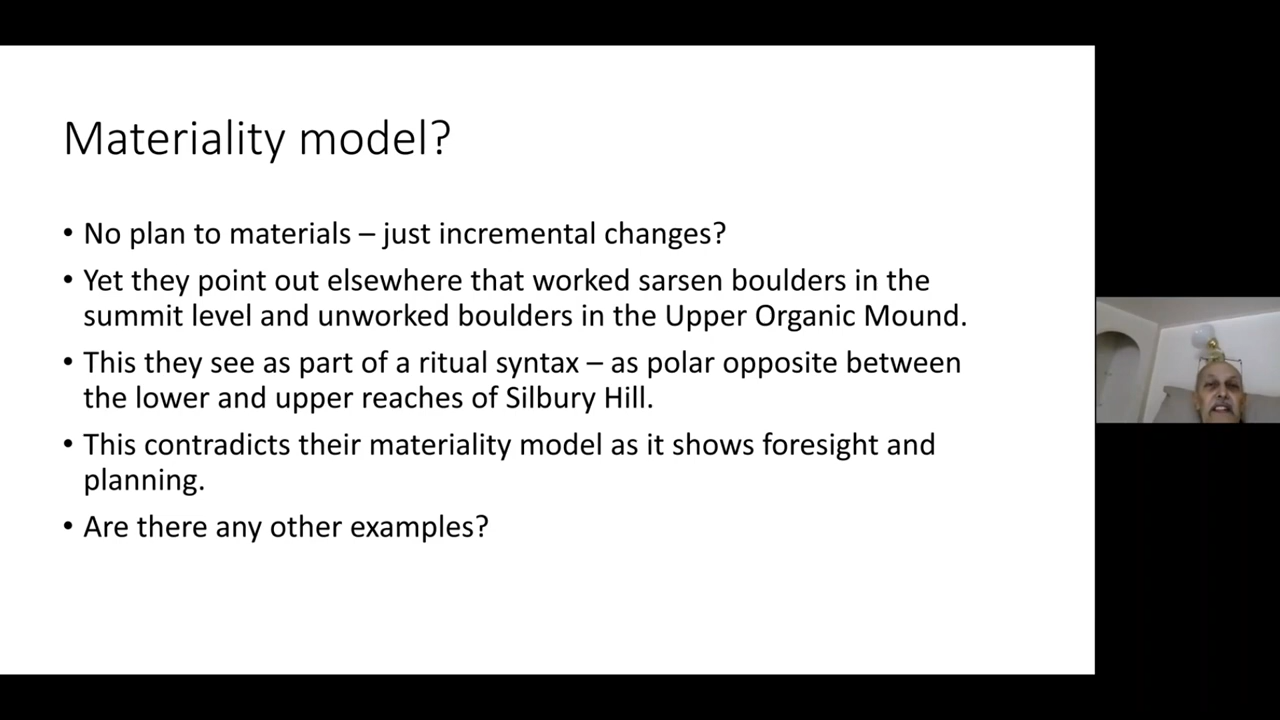 Materiality model?
• No plan to materials – just incremental changes?
• Yet they point out elsewhere that worked sarsen boulders in the
summit level and unworked boulders in the Upper Organic Mound.
• This they see as part of a ritual syntax – as polar opposite between
the lower and upper reaches of Silbury Hill.
• This contradicts their materiality model as it shows foresight and
planning.
• Are there any other examples?